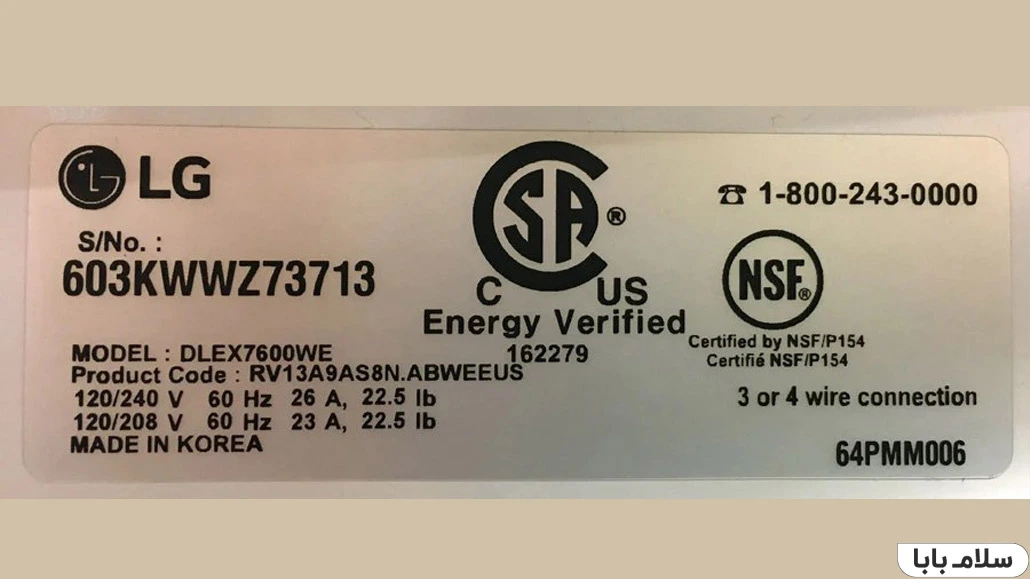 LG
S/No. :
603KWWZ73713
MODEL : DLEX7600WE
Product Code : RV13A9AS8N.ABWEEUS
120/240 V 60 Hz 26 A, 22.5 lb
120/208 V 60 Hz 23 A, 22.5 lb
MADE IN KOREA
CSA®
C US
Energy Verified
162279
☎ 1-800-243-0000
NSF®
Certified by NSF/P154
Certifié NSF/P154
3 or 4 wire connection
64PMM006
سلام بابا